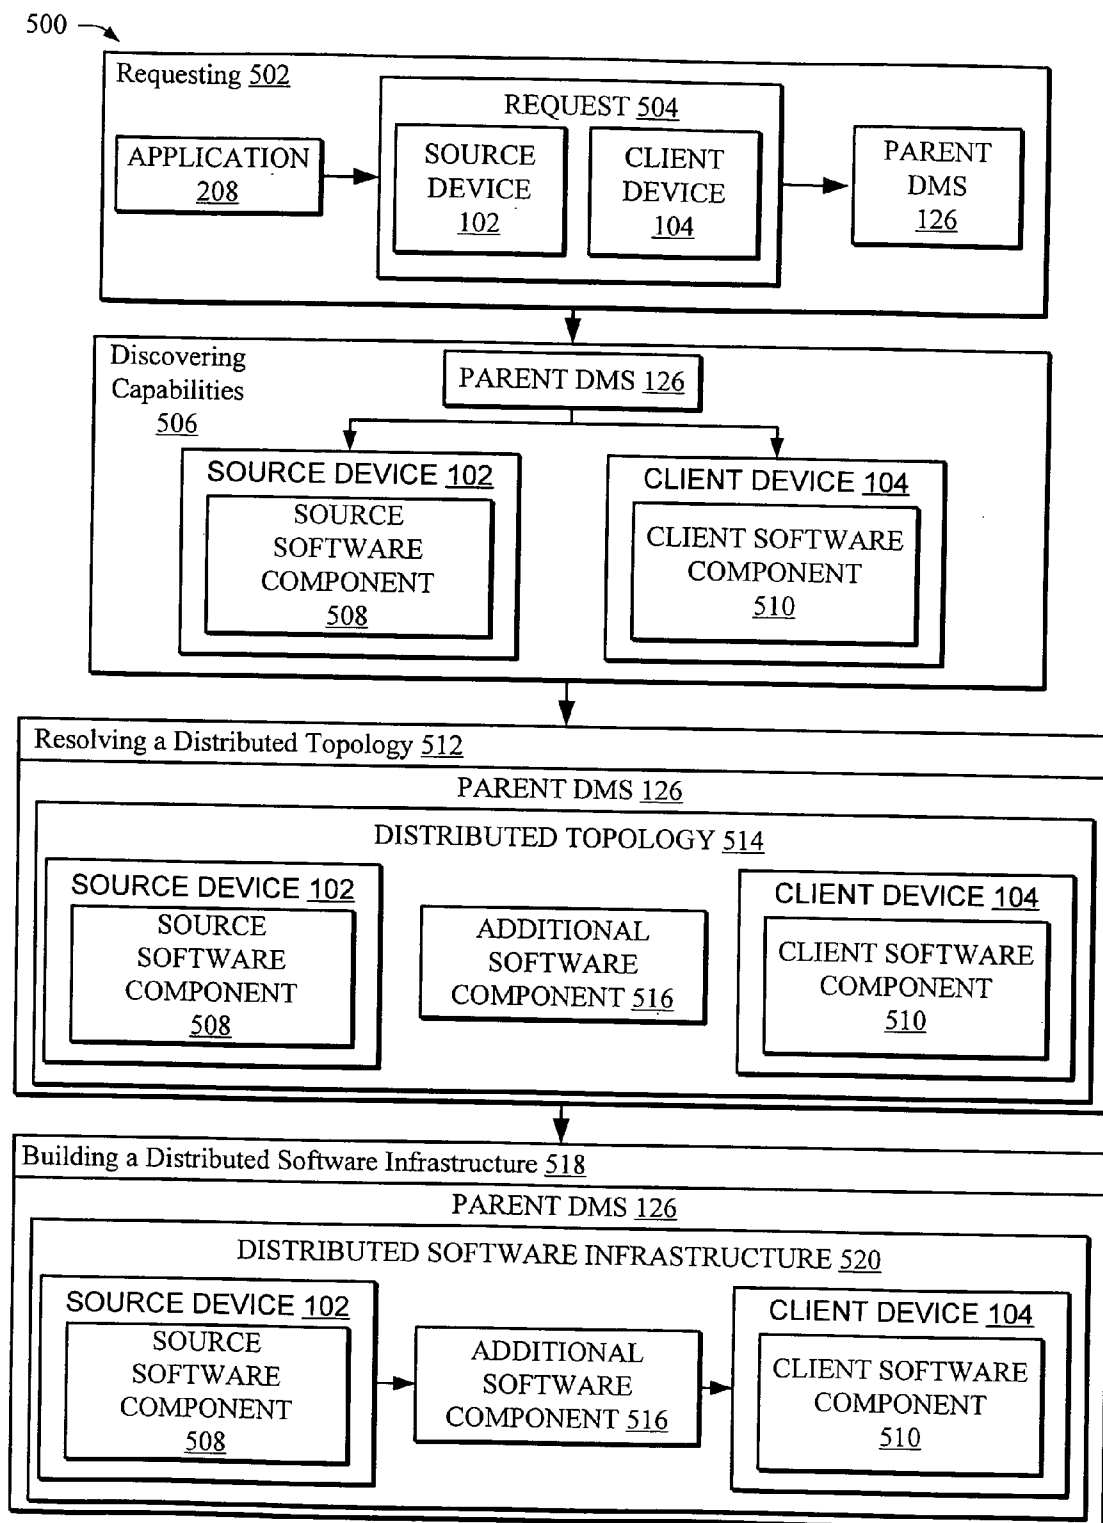 500
Requesting 502
REQUEST 504
APPLICATION
208
SOURCE
DEVICE
102
CLIENT
DEVICE
104
PARENT
DMS
126
Discovering
Capabilities
506
PARENT DMS 126
SOURCE DEVICE 102
SOURCE
SOFTWARE
COMPONENT
508
CLIENT DEVICE 104
CLIENT SOFTWARE
COMPONENT
510
Resolving a Distributed Topology 512
PARENT DMS 126
DISTRIBUTED TOPOLOGY 514
SOURCE DEVICE 102
SOURCE
SOFTWARE
COMPONENT
508
ADDITIONAL
SOFTWARE
COMPONENT 516
CLIENT DEVICE 104
CLIENT SOFTWARE
COMPONENT
510
Building a Distributed Software Infrastructure 518
PARENT DMS 126
DISTRIBUTED SOFTWARE INFRASTRUCTURE 520
SOURCE DEVICE 102
SOURCE
SOFTWARE
COMPONENT
508
ADDITIONAL
SOFTWARE
COMPONENT 516
CLIENT DEVICE 104
CLIENT SOFTWARE
COMPONENT
510